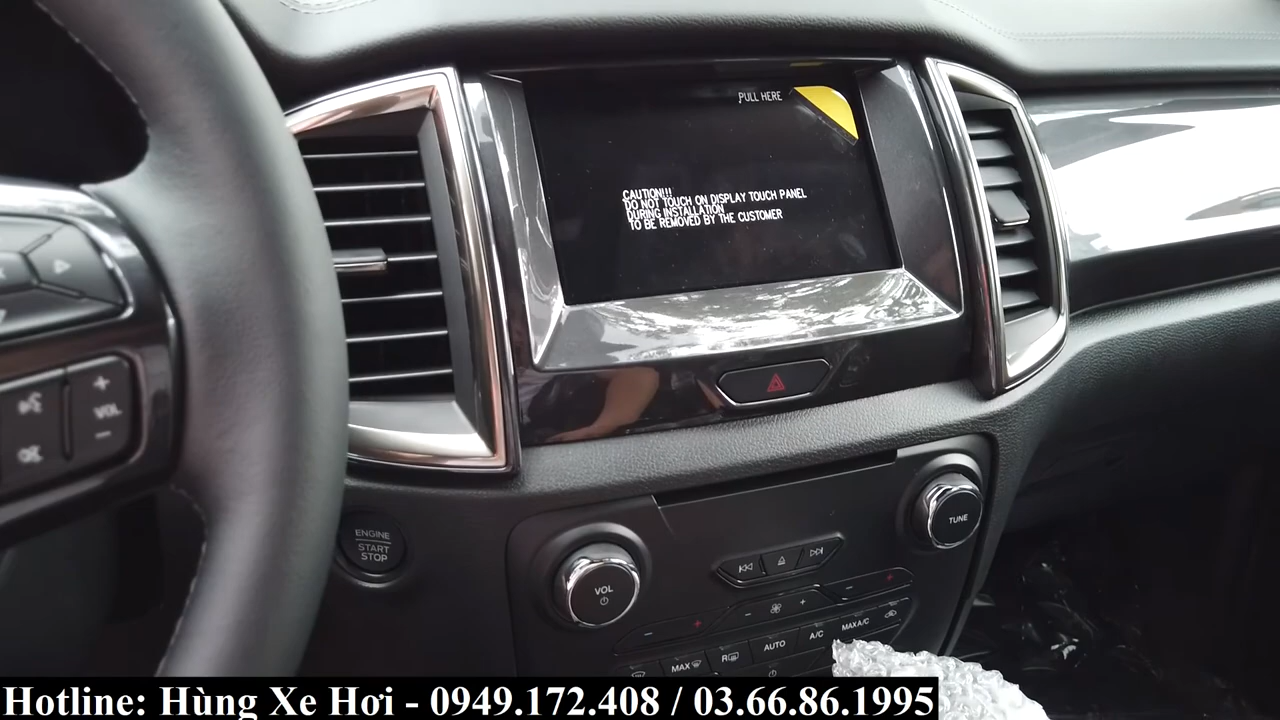 PULL HERE
CAUTION!!!
DO NOT TOUCH ON DISPLAY TOUCH PANEL
DURING INSTALLATION
TO BE REMOVED BY THE CUSTOMER
VOL
ENGINE
START
STOP
TUNE
VOL
MAX
R
AUTO
A/C
MAX A/C
Hotline: Hùng Xe Hơi - 0949.172.408 / 03.66.86.1995